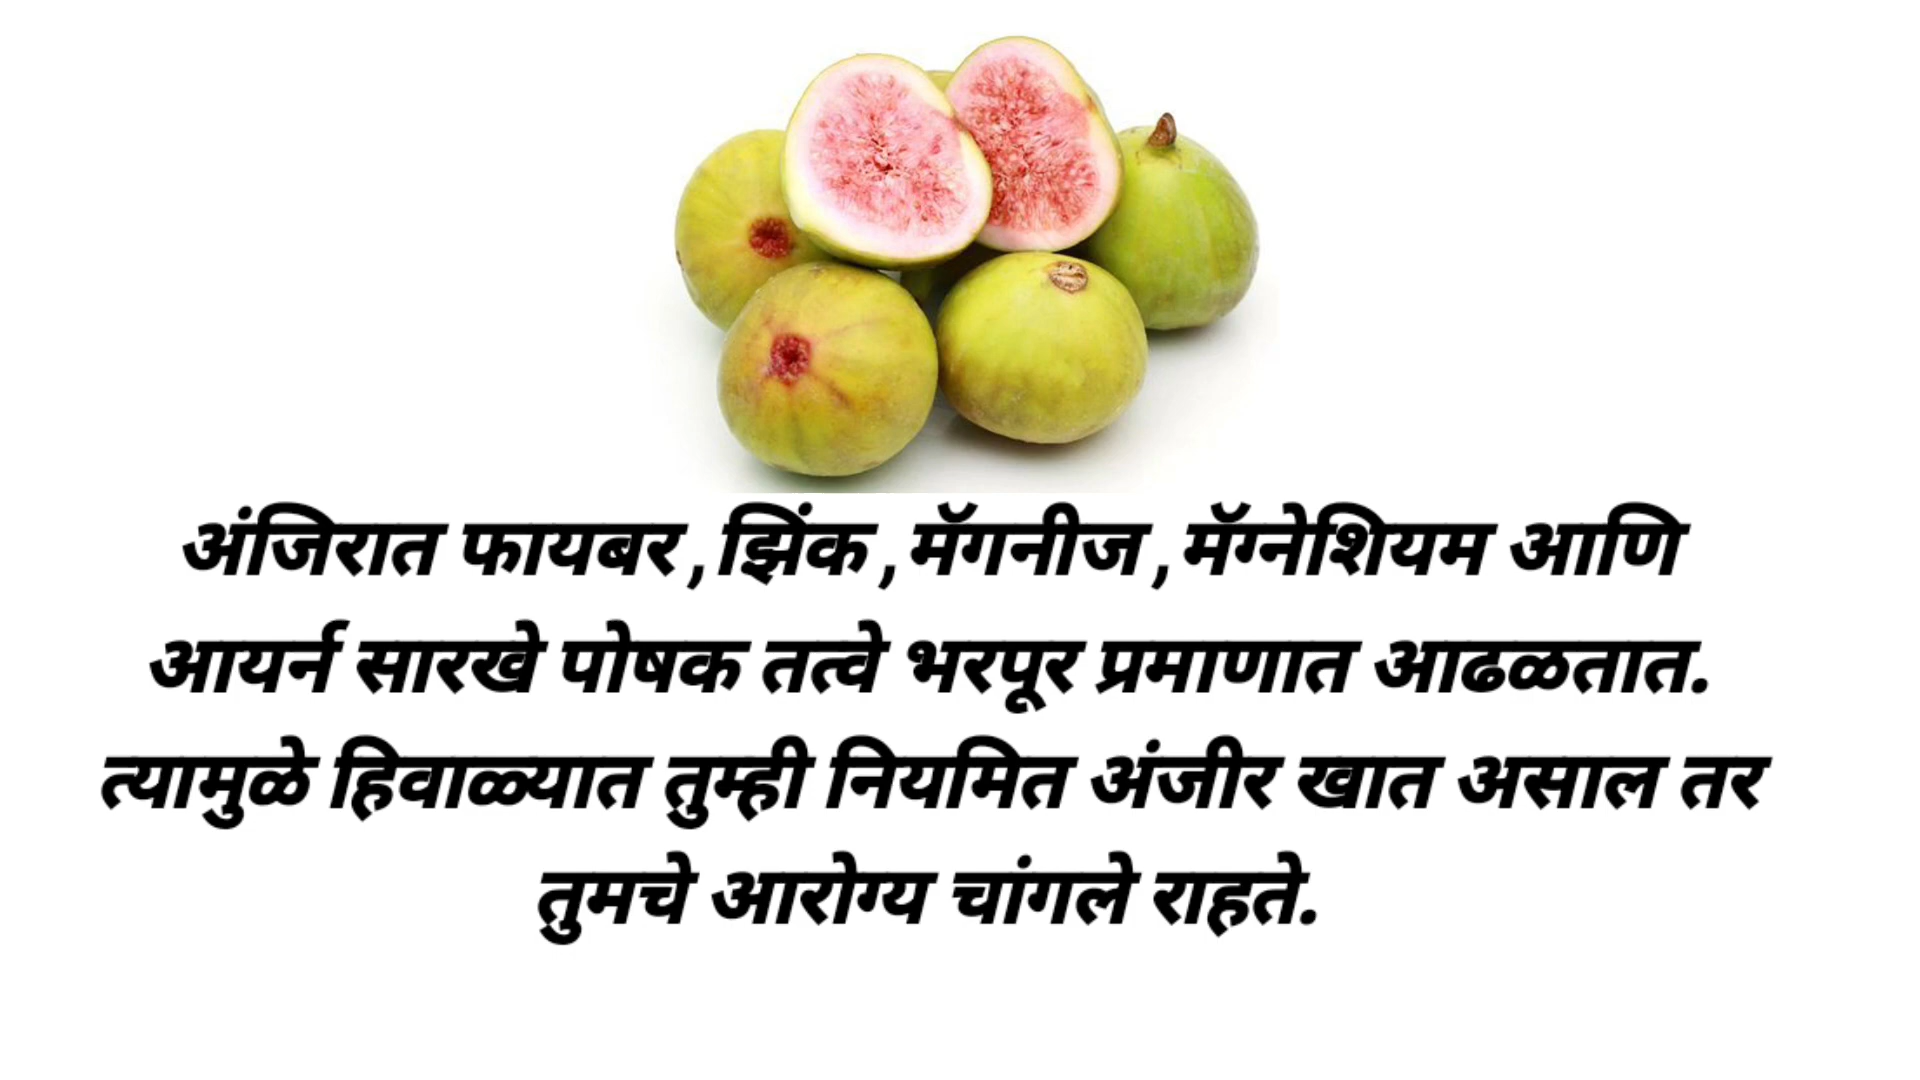 अंजिरात फायबर ,झिंक ,मॅगनीज ,मॅग्नेशियम आणि
आयर्न सारखे पोषक तत्वे भरपूर प्रमाणात आढळतात.
त्यामुळे हिवाळ्यात तुम्ही नियमित अंजीर खात असाल तर
तुमचे आरोग्य चांगले राहते.